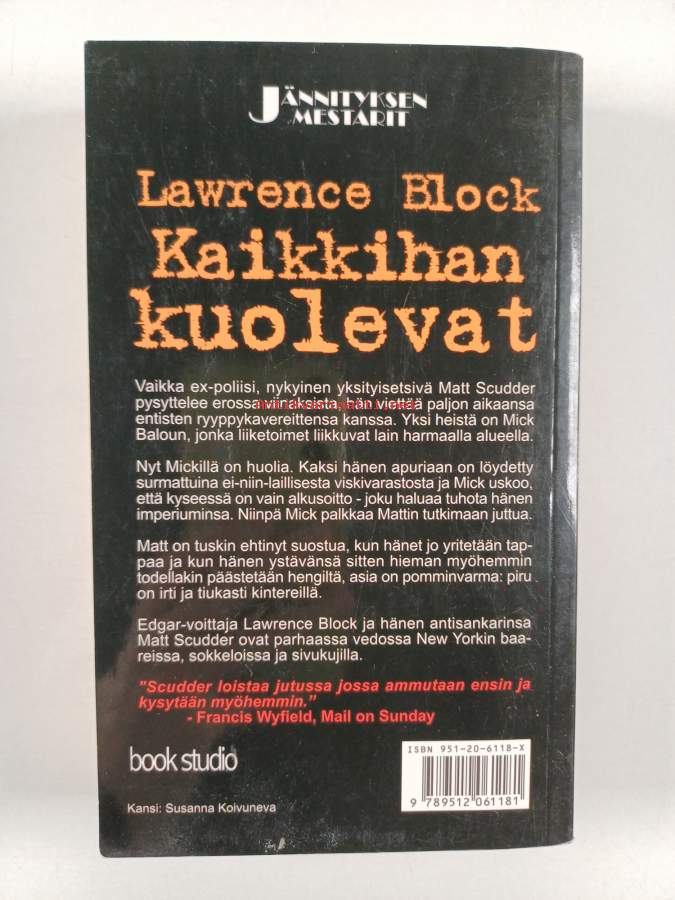 JÄNNITYKSEN
MESTARIT
Lawrence Block
Kaikkihan
kuolevat
Vaikka ex-poliisi, nykyinen yksityisetsivä Matt Scudder
pysyttelee erossa viinaksista, hän viettää paljon aikaansa
entisten ryyppykavereittensa kanssa. Yksi heistä on Mick
Baloun, jonka liiketoimet liikkuvat lain harmaalla alueella.
Nyt Mickillä on huolia. Kaksi hänen apuriaan on löydetty
surmattuina ei-niin-laillisesta viskivarastosta ja Mick uskoo,
että kyseessä on vain alkusoitto - joku haluaa tuhota hänen
imperiuminsa. Niinpä Mick palkkaa Mattin tutkimaan juttua.
Matt on tuskin ehtinyt suostua, kun hänet jo yritetään tap-
paa ja kun hänen ystävänsä sitten hieman myöhemmin
todellakin päästetään hengiltä, asia on pomminvarma: piru
on irti ja tiukasti kintereillä.
Edgar-voittaja Lawrence Block ja hänen antisankarinsa
Matt Scudder ovat parhaassa vedossa New Yorkin baa-
reissa, sokkeloissa ja sivukujilla.
"Scudder loistaa jutussa jossa ammutaan ensin ja
kysytään myöhemmin."
- Francis Wyfield, Mail on Sunday
book studio
Kansi: Susanna Koivuneva
ISBN 951-20-6118-X
9 789512 061181